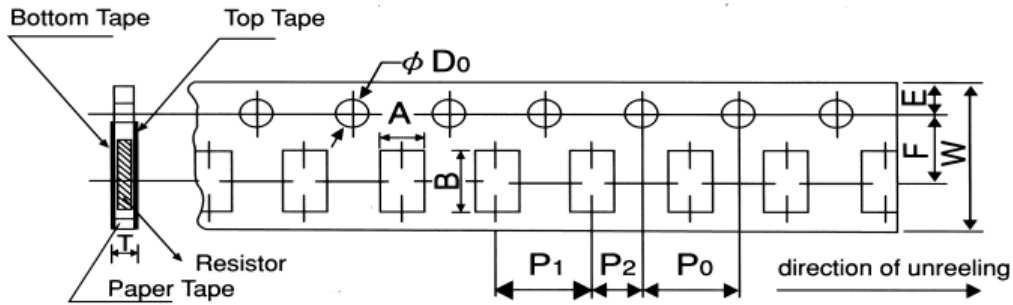 Bottom Tape
Top Tape
ϕ D0
A
B
E
F
W
T
Resistor
Paper Tape
P1
P2
P0
direction of unreeling